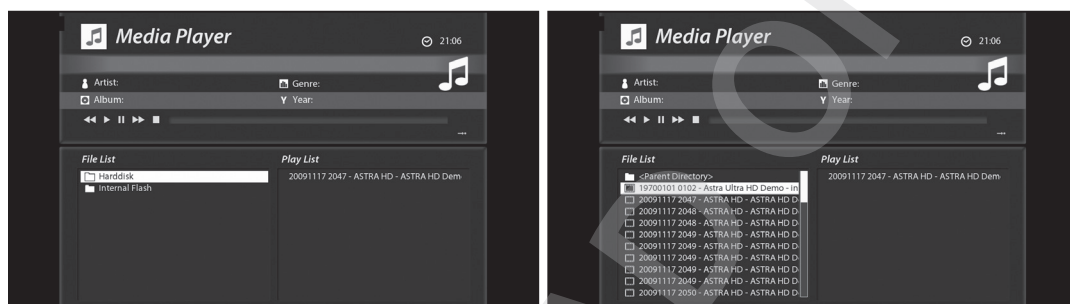 Media Player
21:06
Artist:
Genre:
Album:
Y Year:
File List
Play List
Harddisk
Internal Flash
20091117 2047 - ASTRA HD - ASTRA HD Dem
Media Player
21:06
Artist:
Genre:
Album:
Y Year:
File List
Play List
<Parent Directory>
19700101 0102 - Astra Ultra HD Demo - in
20091117 2047 - ASTRA HD - ASTRA HD D
20091117 2048 - ASTRA HD - ASTRA HD D
20091117 2048 - ASTRA HD - ASTRA HD D
20091117 2049 - ASTRA HD - ASTRA HD D
20091117 2049 - ASTRA HD - ASTRA HD D
20091117 2049 - ASTRA HD - ASTRA HD D
20091117 2049 - ASTRA HD - ASTRA HD D
20091117 2049 - ASTRA HD - ASTRA HD D
20091117 2050 - ASTRA HD - ASTRA HD D
20091117 2047 - ASTRA HD - ASTRA HD Dem